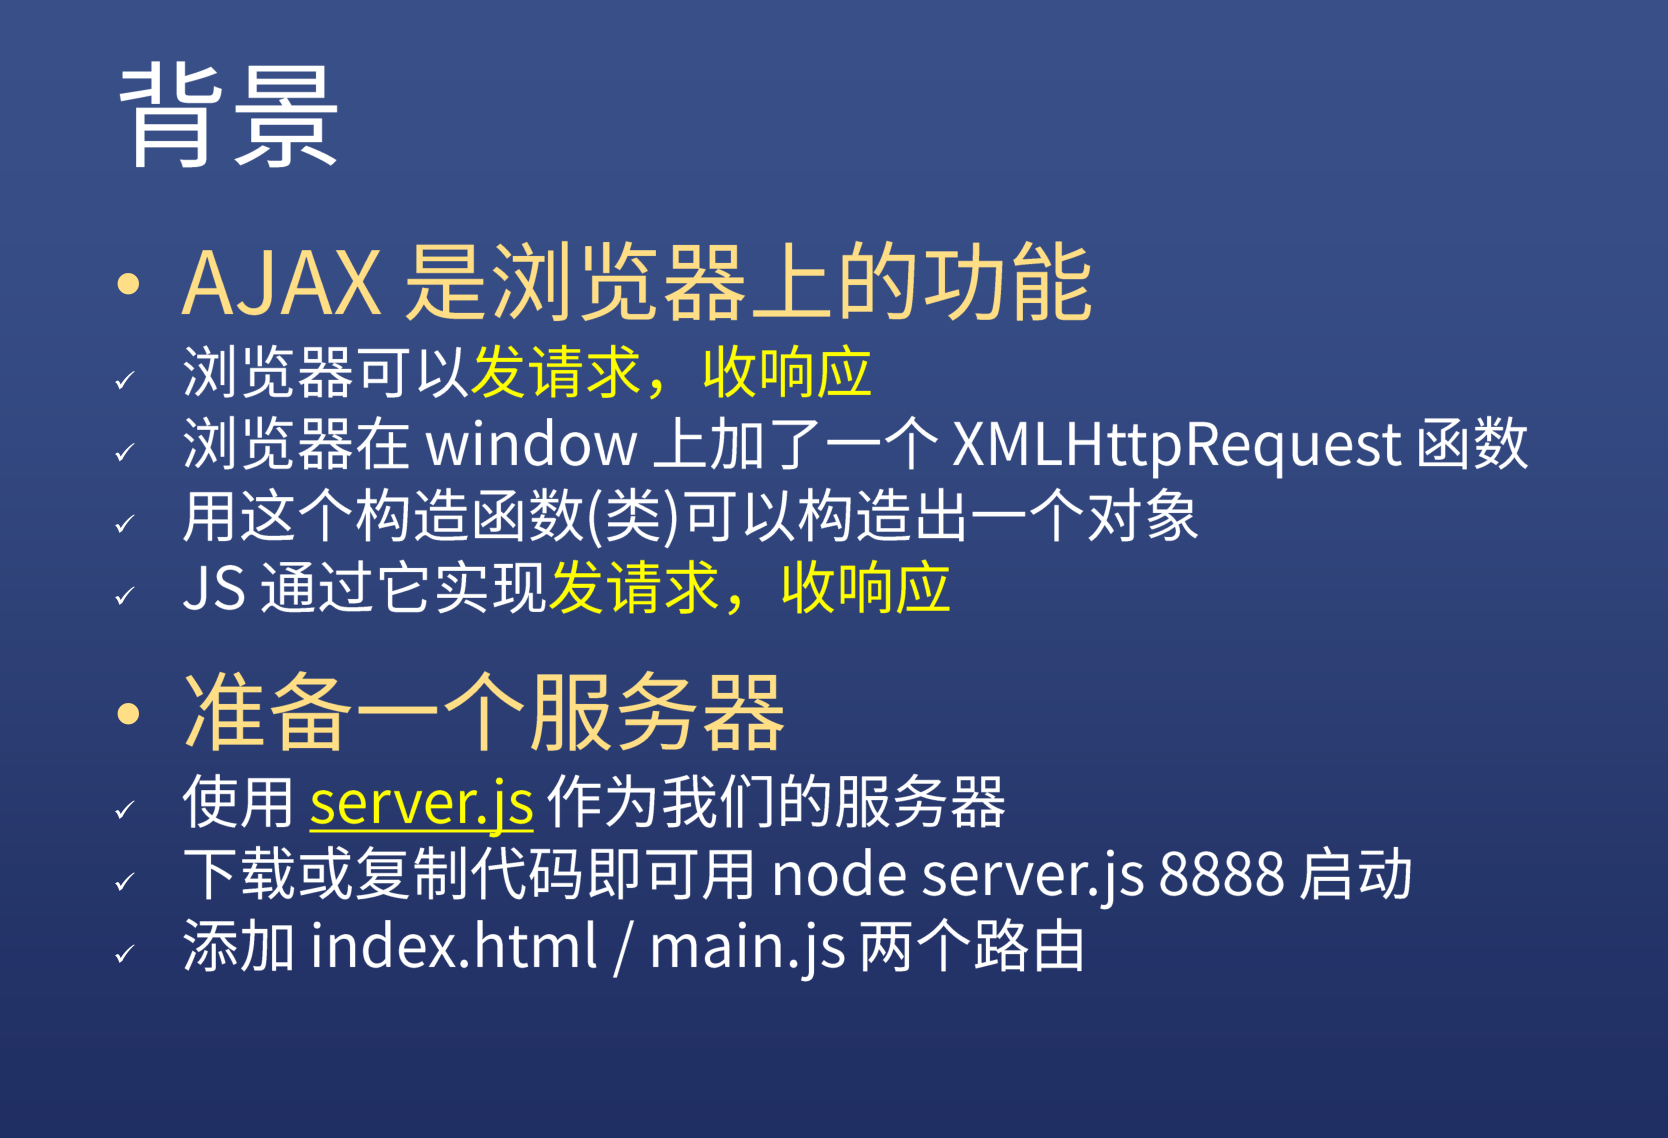 背景
• AJAX 是浏览器上的功能
✓ 浏览器可以发请求，收响应
✓ 浏览器在 window 上加了一个 XMLHttpRequest 函数
✓ 用这个构造函数(类)可以构造出一个对象
✓ JS 通过它实现发请求，收响应
• 准备一个服务器
✓ 使用 server.js 作为我们的服务器
✓ 下载或复制代码即可用 node server.js 8888 启动
✓ 添加 index.html / main.js 两个路由